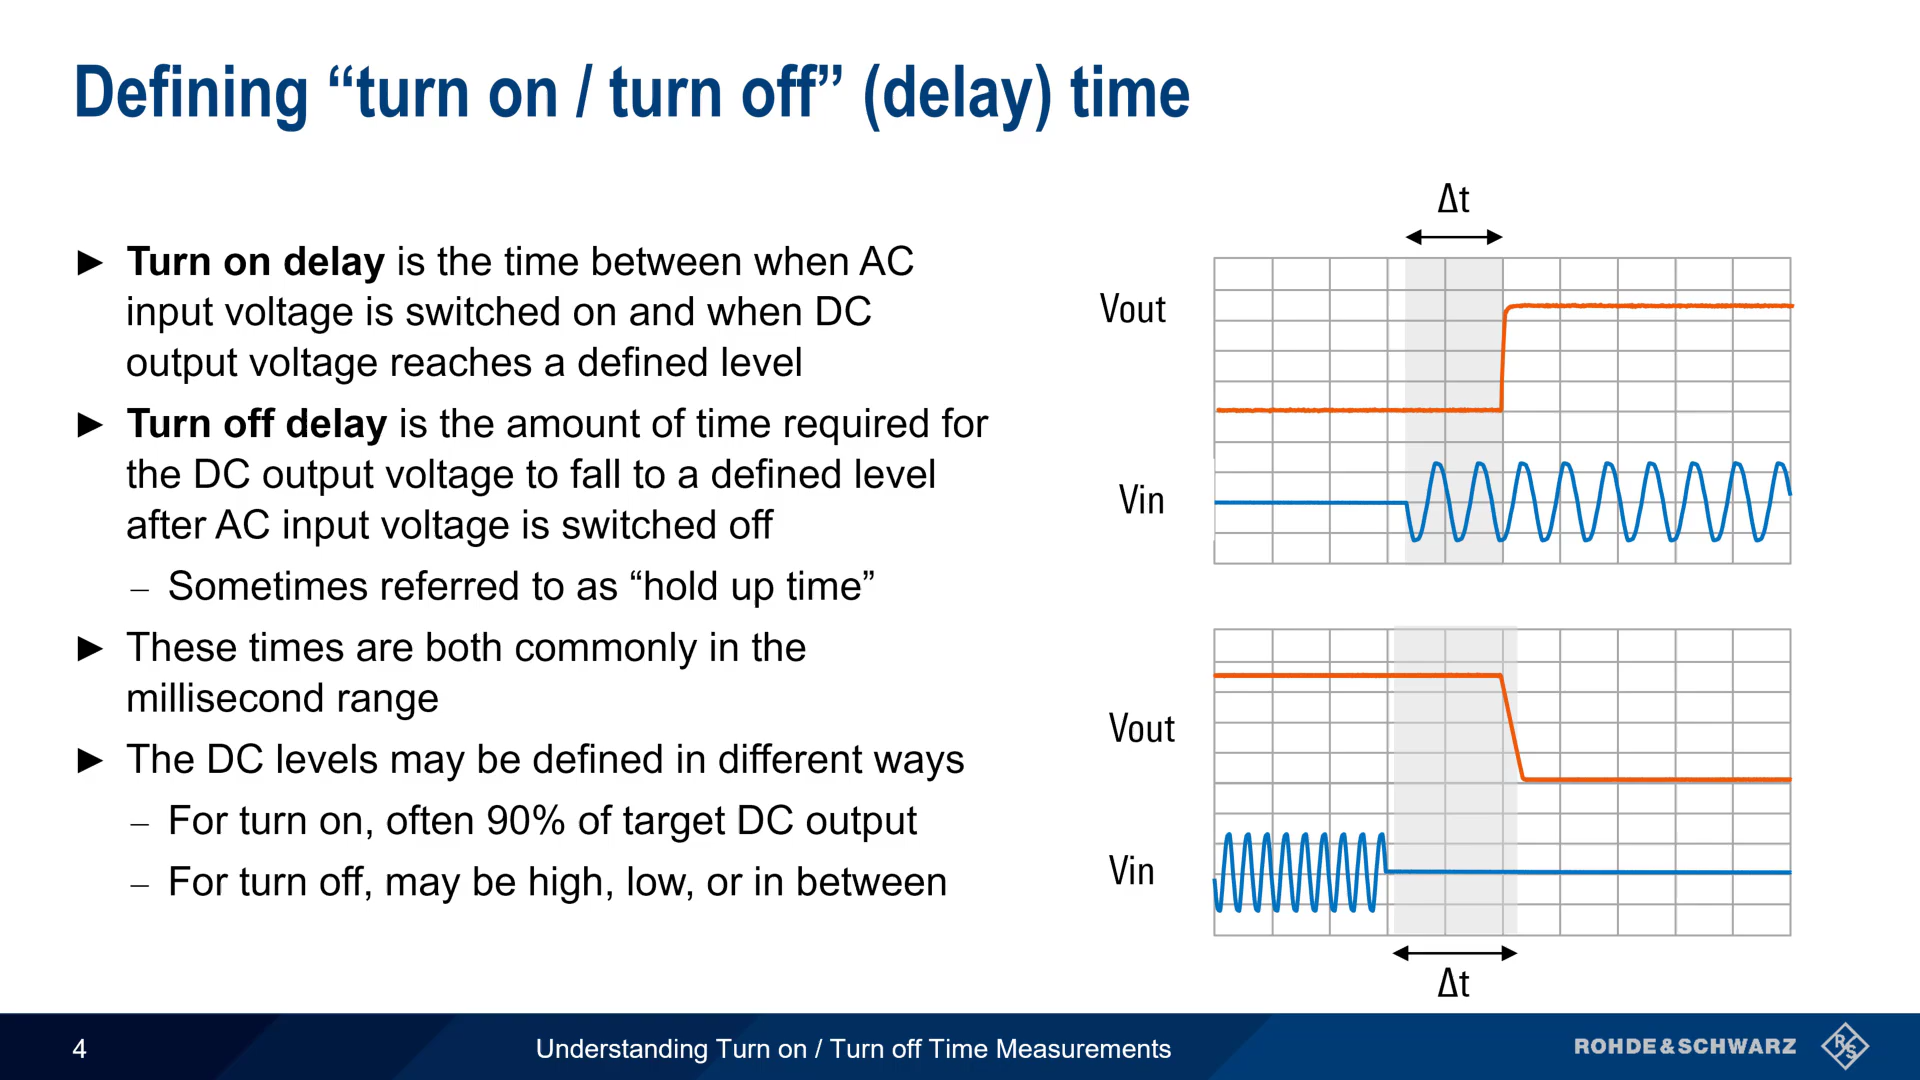 Defining “turn on / turn off” (delay) time
► Turn on delay is the time between when AC
input voltage is switched on and when DC
output voltage reaches a defined level
► Turn off delay is the amount of time required for
the DC output voltage to fall to a defined level
after AC input voltage is switched off
– Sometimes referred to as “hold up time”
► These times are both commonly in the
millisecond range
► The DC levels may be defined in different ways
– For turn on, often 90% of target DC output
– For turn off, may be high, low, or in between
Δt
Vout
Vin
Vout
Vin
Δt
4
Understanding Turn on / Turn off Time Measurements
ROHDE&SCHWARZ
R&S